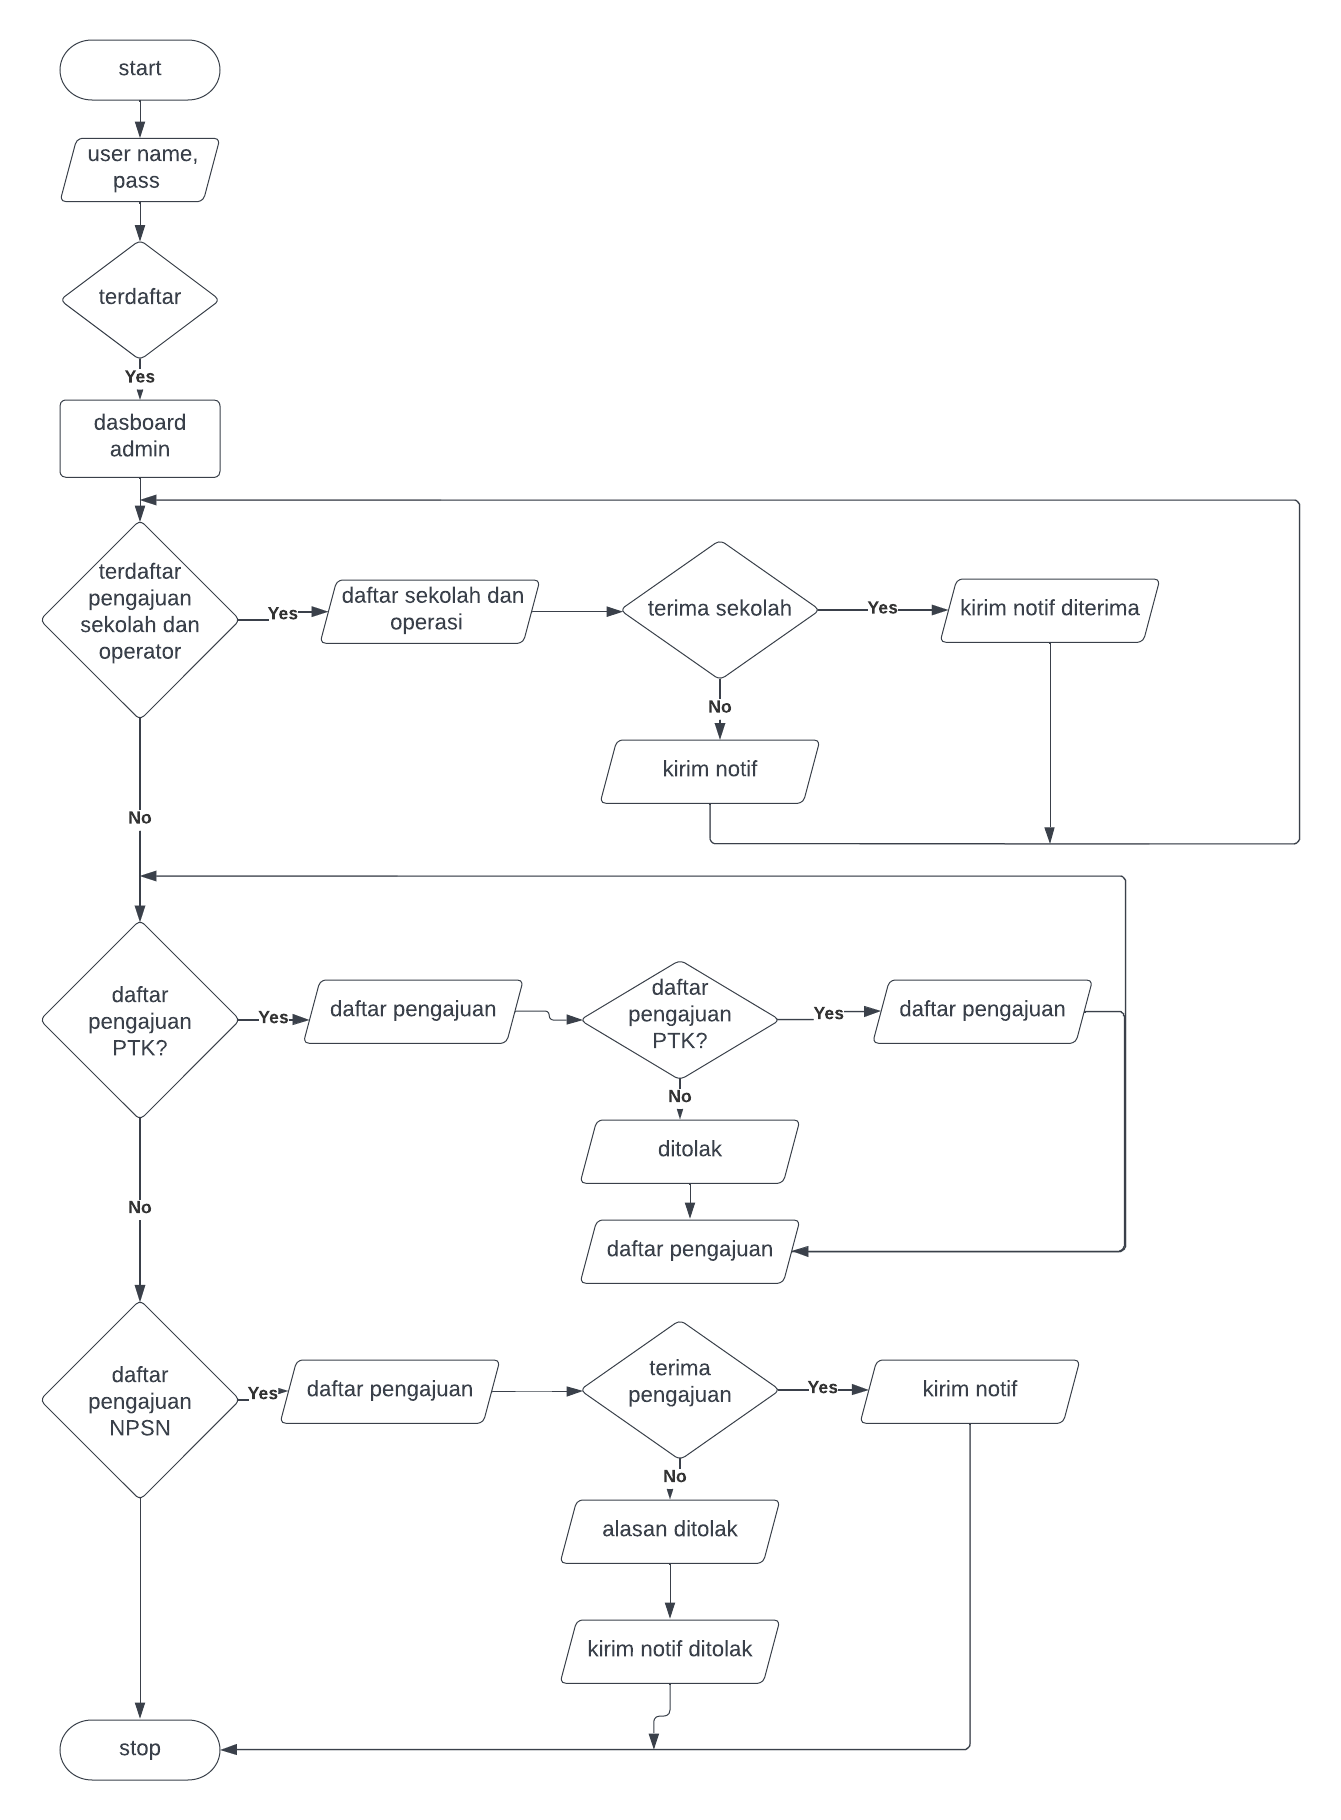 start
user name,
pass
terdaftar
Yes
dasboard
admin
terdaftar
pengajuan
sekolah dan
operator
Yes
daftar sekolah dan
operasi
terima sekolah
Yes
kirim notif diterima
No
kirim notif
No
daftar
pengajuan
PTK?
Yes
daftar pengajuan
daftar
pengajuan
PTK?
Yes
daftar pengajuan
No
ditolak
daftar pengajuan
No
daftar
pengajuan
NPSN
Yes
daftar pengajuan
terima
pengajuan
Yes
kirim notif
No
alasan ditolak
kirim notif ditolak
stop